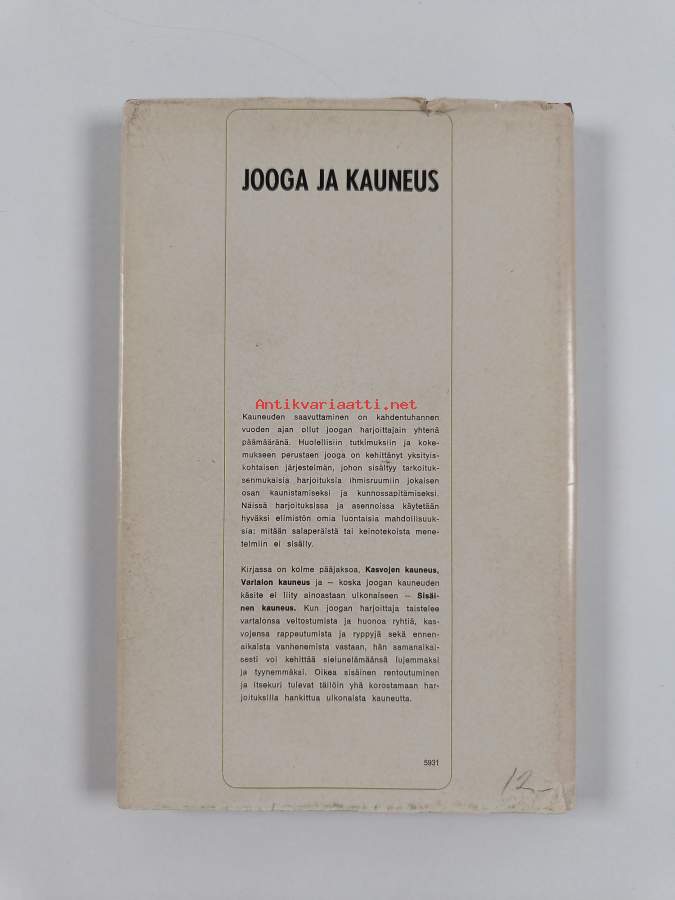 JOOGA JA KAUNEUS
Antikvariaatti.net
Kauneuden saavuttaminen on kahdentuhannen
vuoden ajan ollut joogan harjoittajain yhtenä
päämääränä. Huolellisiin tutkimuksiin ja koke-
mukseen perustaen jooga on kehittänyt yksityis-
kohtaisen järjestelmän, johon sisältyy tarkoituk-
senmukaisia harjoituksia ihmisruumiin jokaisen
osan kaunistamiseksi ja kunnossapitämiseksi.
Näissä harjoituksissa ja asennoissa käytetään
hyväksi elimistön omia luontaisia mahdollisuuk-
sia; mitään salaperäistä tai keinotekoista mene-
telmiin ei sisälly.
Kirjassa on kolme pääjaksoa, Kasvojen kauneus,
Vartalon kauneus ja — koska joogan kauneuden
käsite ei liity ainoastaan ulkonaiseen — Sisäi-
nen kauneus. Kun joogan harjoittaja taistelee
vartalonsa veltostumista ja huonoa ryhtiä, kas-
vojensa rappeutumista ja ryppyjä sekä ennen-
aikaista vanhenemista vastaan, hän samanaikai-
sesti voi kehittää sielunelämäänsä lujemmaksi
ja tyynemmäksi. Oikea sisäinen rentoutuminen
ja itsekuri tulevat tällöin yhä korostamaan har-
joituksilla hankittua ulkonaista kauneutta.
5931
12-